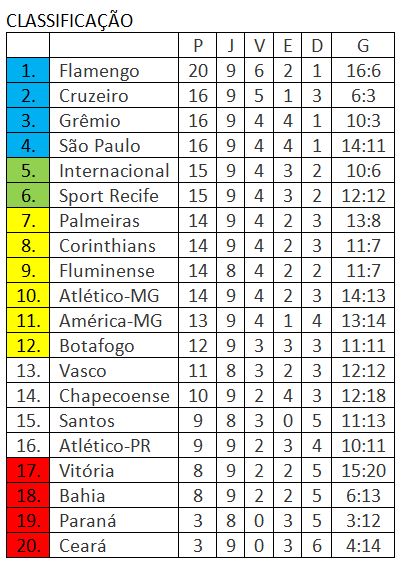 CLASSIFICAÇÃO
P J V E D G
1. Flamengo 20 9 6 2 1 16:6
2. Cruzeiro 16 9 5 1 3 6:3
3. Grêmio 16 9 4 4 1 10:3
4. São Paulo 16 9 4 4 1 14:11
5. Internacional 15 9 4 3 2 10:6
6. Sport Recife 15 9 4 3 2 12:12
7. Palmeiras 14 9 4 2 3 13:8
8. Corinthians 14 9 4 2 3 11:7
9. Fluminense 14 8 4 2 2 11:7
10. Atlético-MG 14 9 4 2 3 14:13
11. América-MG 13 9 4 1 4 13:14
12. Botafogo 12 9 3 3 3 11:11
13. Vasco 11 8 3 2 3 12:12
14. Chapecoense 10 9 2 4 3 12:18
15. Santos 9 8 3 0 5 11:13
16. Atlético-PR 9 9 2 3 4 10:11
17. Vitória 8 9 2 2 5 15:20
18. Bahia 8 9 2 2 5 6:13
19. Paraná 3 8 0 3 5 3:12
20. Ceará 3 9 0 3 6 4:14